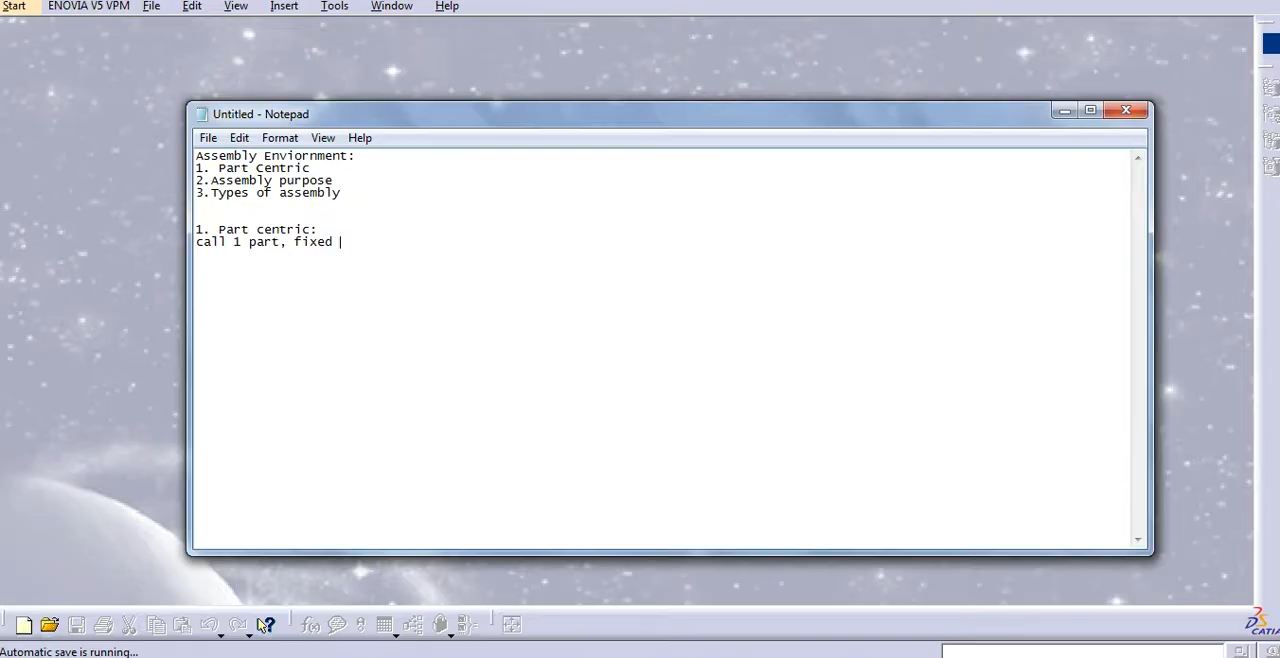 Start ENOVIA V5 VPM File Edit View Insert Tools Window Help
Untitled - Notepad
File Edit Format View Help
Assembly Enviornment:
1. Part Centric
2.Assembly purpose
3.Types of assembly
1. Part centric:
call 1 part, fixed
f(x)
DS
CATIA
Automatic save is running...